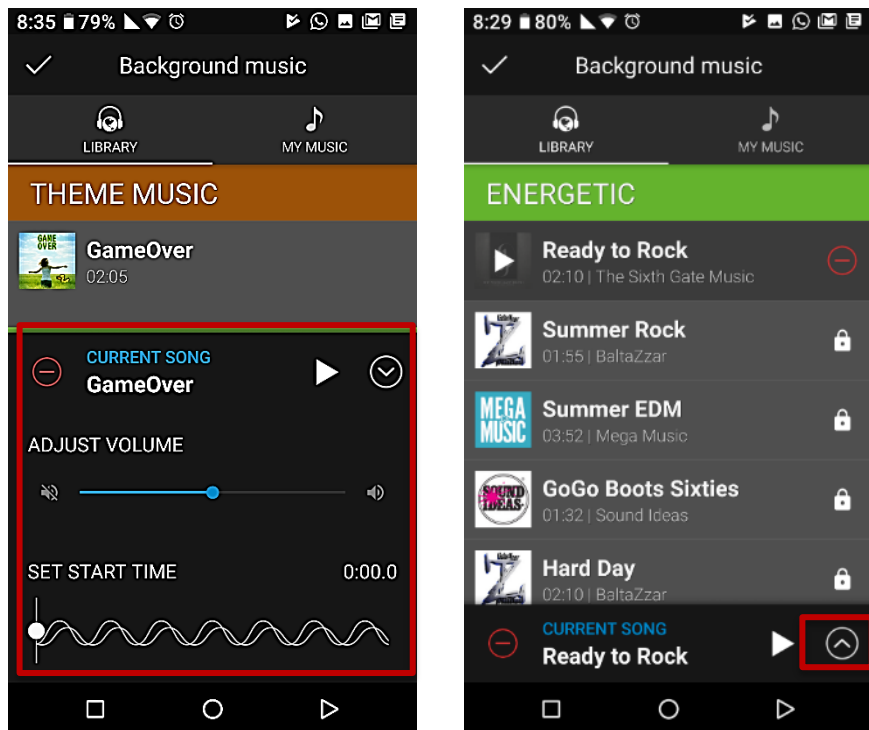 8:35 79%
Background music
LIBRARY
MY MUSIC
THEME MUSIC
GAME
OVER
GameOver
02:05
CURRENT SONG
GameOver
ADJUST VOLUME
SET START TIME
0:00.0
8:29 80%
Background music
LIBRARY
MY MUSIC
ENERGETIC
Ready to Rock
02:10 | The Sixth Gate Music
Summer Rock
01:55 | BaltaZzar
MEGA
MUSIC
Summer EDM
03:52 | Mega Music
SOUND
IDEAS
GoGo Boots Sixties
01:32 | Sound Ideas
Hard Day
02:10 | BaltaZzar
CURRENT SONG
Ready to Rock